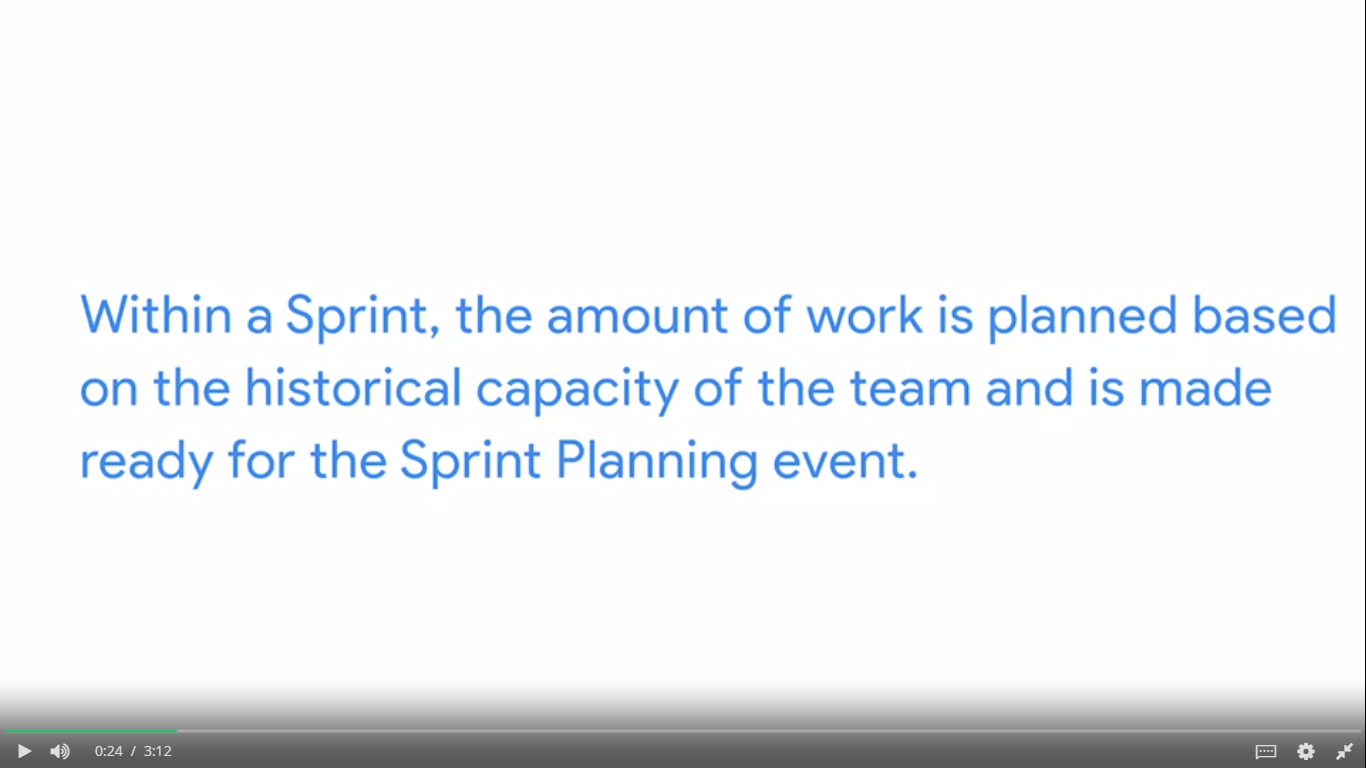 Within a Sprint, the amount of work is planned based
on the historical capacity of the team and is made
ready for the Sprint Planning event.
0:24 / 3:12